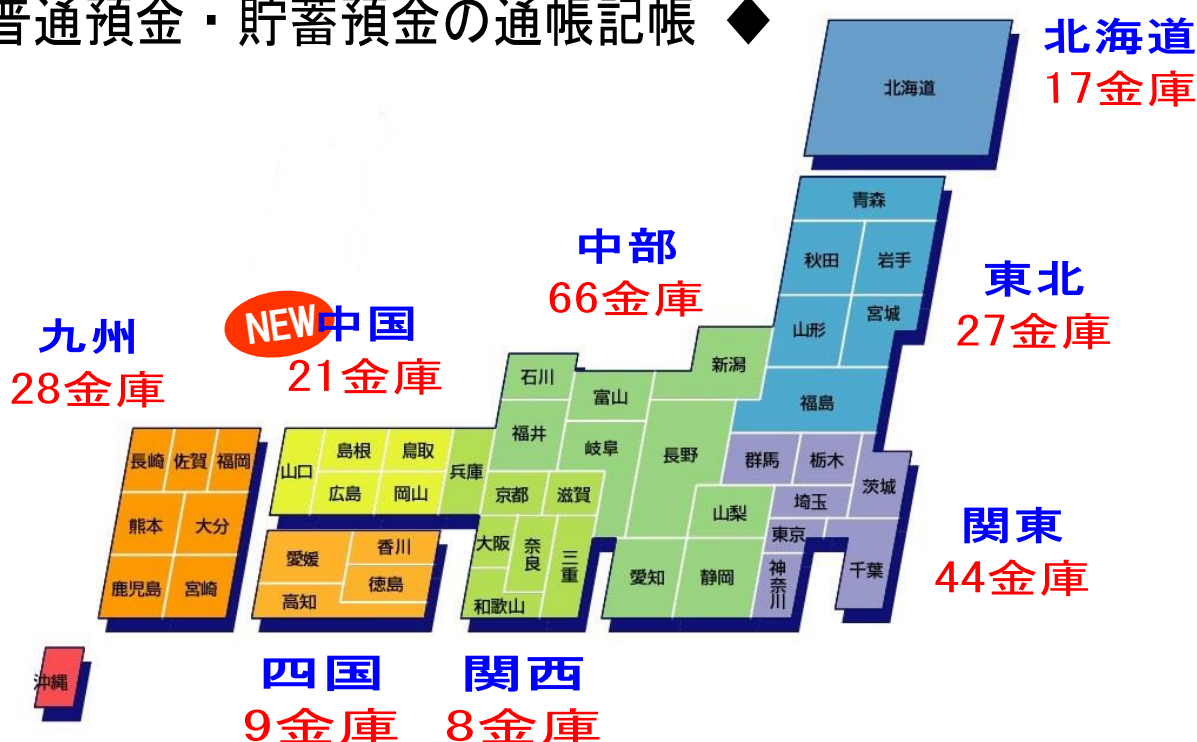 普通預金・貯蓄預金の通帳記帳 ◆
北海道
17金庫
北海道
青森
秋田
岩手
山形
宮城
福島
東北
27金庫
中部
66金庫
NEW
中国
21金庫
九州
28金庫
新潟
石川
富山
福井
岐阜
長野
山梨
愛知
静岡
群馬
栃木
茨城
埼玉
東京
千葉
神奈川
関東
44金庫
長崎
佐賀
福岡
熊本
大分
鹿児島
宮崎
山口
島根
鳥取
広島
岡山
兵庫
京都
滋賀
大阪
奈良
三重
和歌山
愛媛
香川
徳島
高知
沖縄
四国
9金庫
関西
8金庫